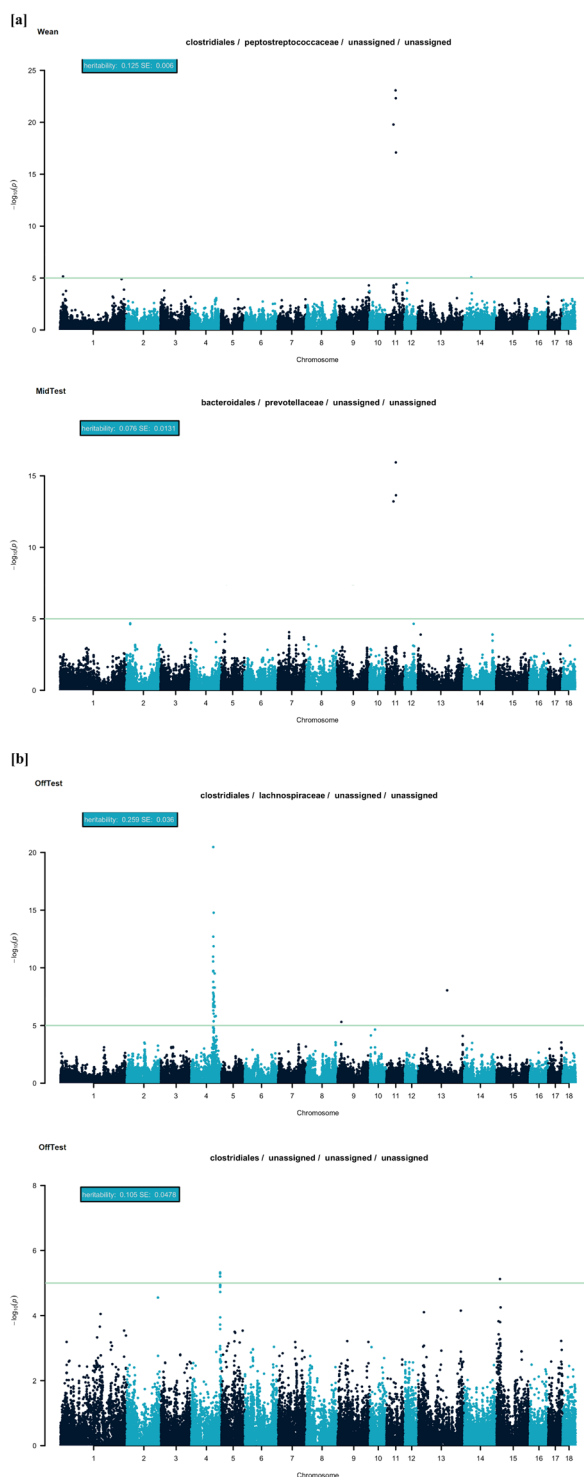 [a]
Wean
clostridiales / peptostreptococcaceae / unassigned / unassigned
heritability: 0.125 SE: 0.006
25
20
15
10
5
0
−log10(p)
1 2 3 4 5 6 7 8 9 10 11 12 13 14 15 16 17 18
Chromosome
MidTest
bacteroidales / prevotellaceae / unassigned / unassigned
heritability: 0.076 SE: 0.0131
15
10
5
0
−log10(p)
1 2 3 4 5 6 7 8 9 10 11 12 13 14 15 16 17 18
Chromosome
[b]
OffTest
clostridiales / lachnospiraceae / unassigned / unassigned
heritability: 0.259 SE: 0.036
20
15
10
5
0
−log10(p)
1 2 3 4 5 6 7 8 9 10 11 12 13 14 15 16 17 18
Chromosome
OffTest
clostridiales / unassigned / unassigned / unassigned
heritability: 0.105 SE: 0.0478
8
6
4
2
0
−log10(p)
1 2 3 4 5 6 7 8 9 10 11 12 13 14 15 16 17 18
Chromosome